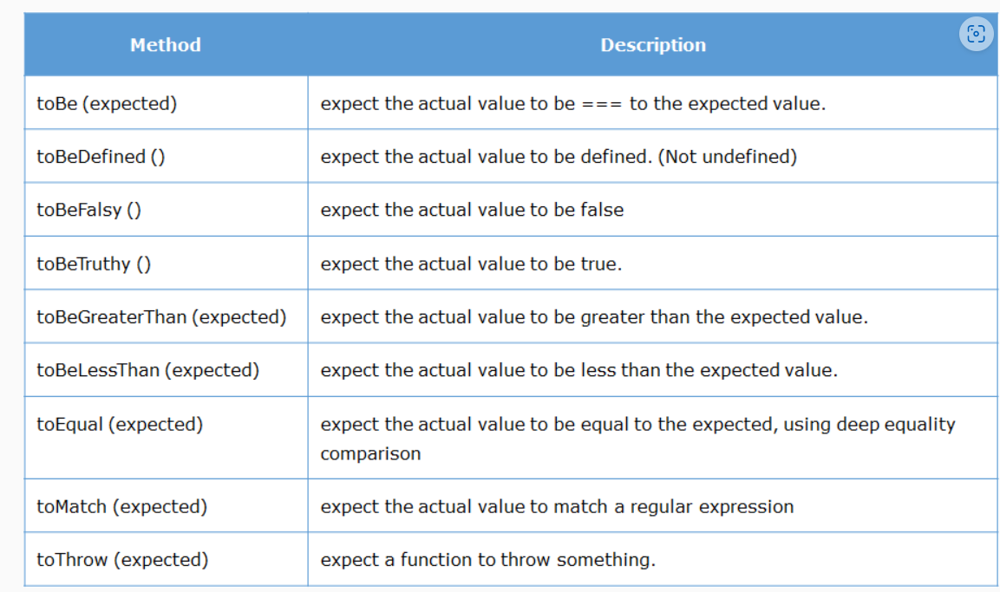 Method Description
toBe (expected) expect the actual value to be === to the expected value.
toBeDefined () expect the actual value to be defined. (Not undefined)
toBeFalsy () expect the actual value to be false
toBeTruthy () expect the actual value to be true.
toBeGreaterThan (expected) expect the actual value to be greater than the expected value.
toBeLessThan (expected) expect the actual value to be less than the expected value.
toEqual (expected) expect the actual value to be equal to the expected, using deep equality
comparison
toMatch (expected) expect the actual value to match a regular expression
toThrow (expected) expect a function to throw something.